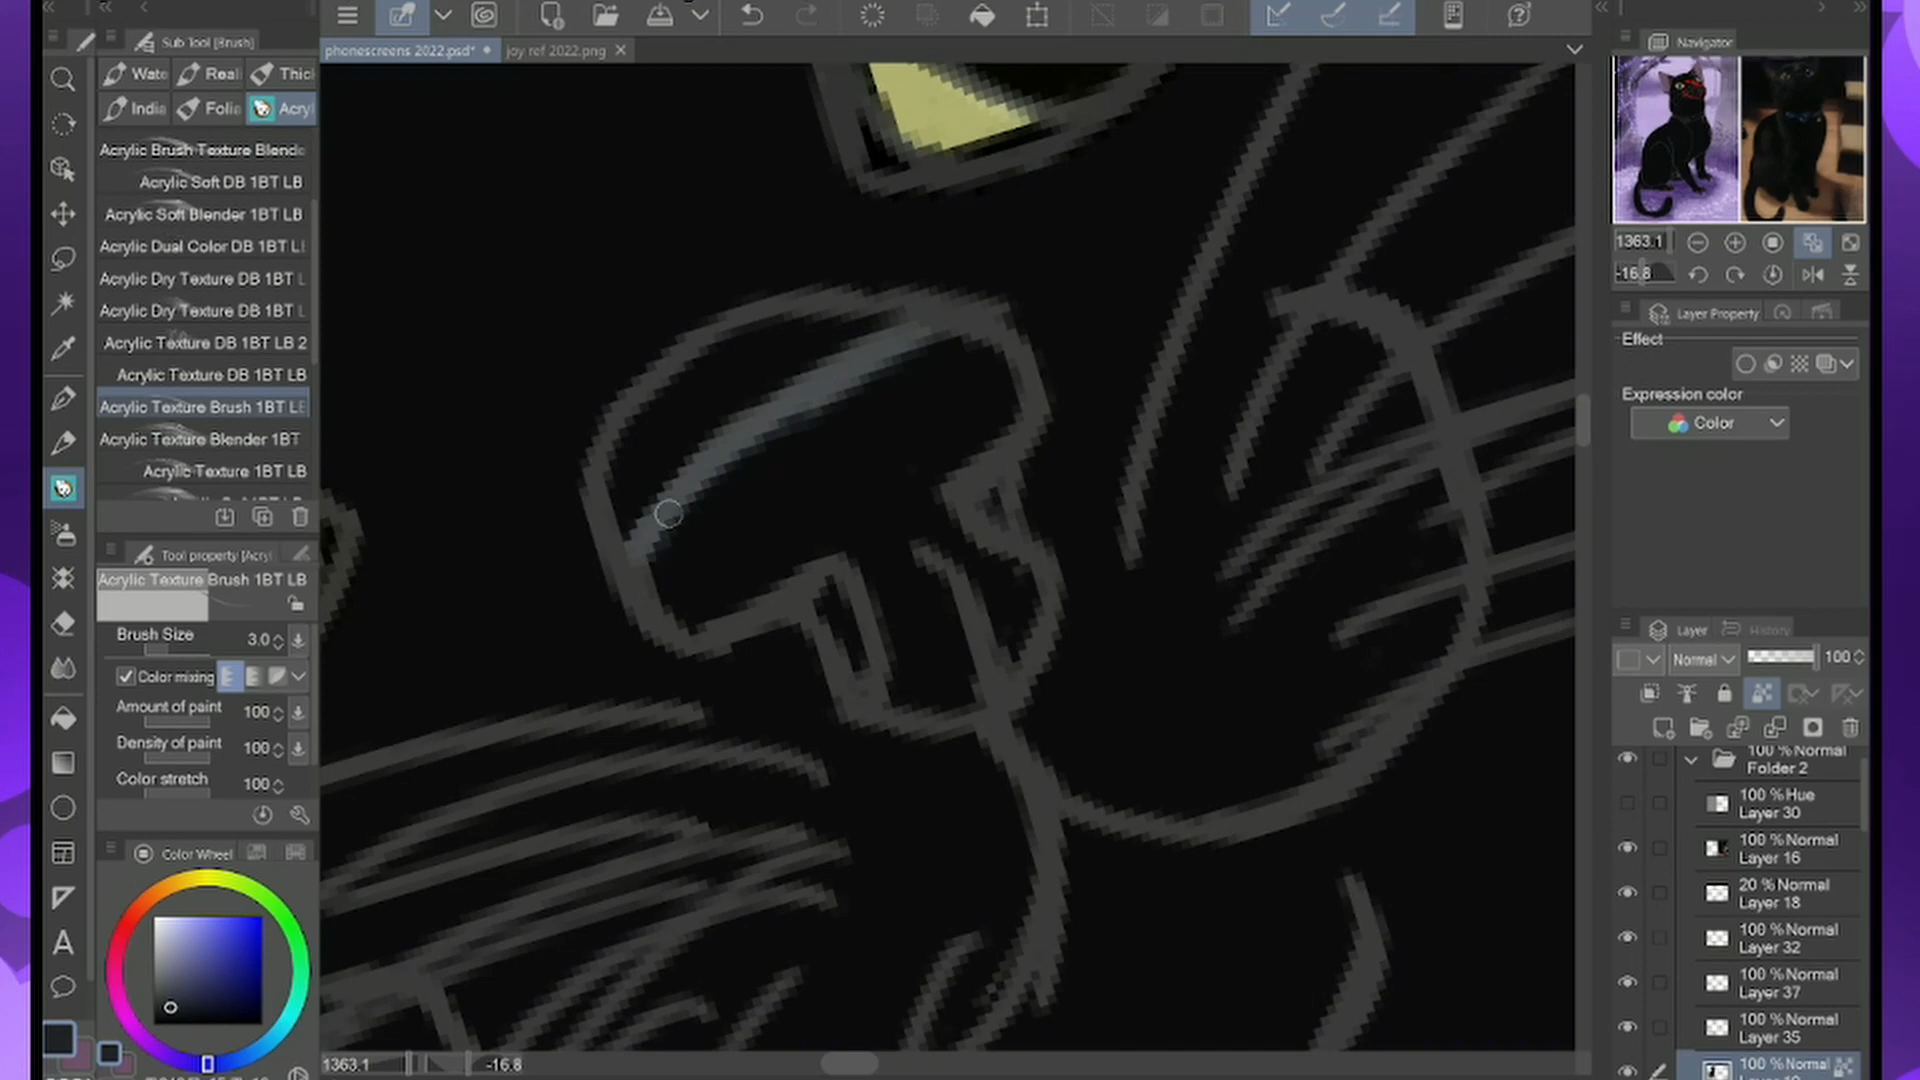 Sub Tool [Brush]
phonescreens 2022.psd*
joy ref 2022.png
Navigator
Wate
Real
Thic
India
Folia
Acryl
Acrylic Brush Texture Blende
Acrylic Soft DB 1BT LB
Acrylic Soft Blender 1BT LB
Acrylic Dual Color DB 1BT LI
Acrylic Dry Texture DB 1BT L
Acrylic Dry Texture DB 1BT L
Acrylic Texture DB 1BT LB 2
Acrylic Texture DB 1BT LB
Acrylic Texture Brush 1BT LE
Acrylic Texture Blender 1BT
Acrylic Texture 1BT LB
Tool property [Acryl
Acrylic Texture Brush 1BT LB
Brush Size
3.0
Color mixing
Amount of paint
100
Density of paint
100
Color stretch
100
Color Wheel
1363.1
-16.8
1363.1
-16.8
Layer Property
Effect
Expression color
Color
Layer
History
Normal
100
100 % Normal
Folder 2
100 % Hue
Layer 30
100 % Normal
Layer 16
20 % Normal
Layer 18
100 % Normal
Layer 32
100 % Normal
Layer 37
100 % Normal
Layer 35
100 % Normal